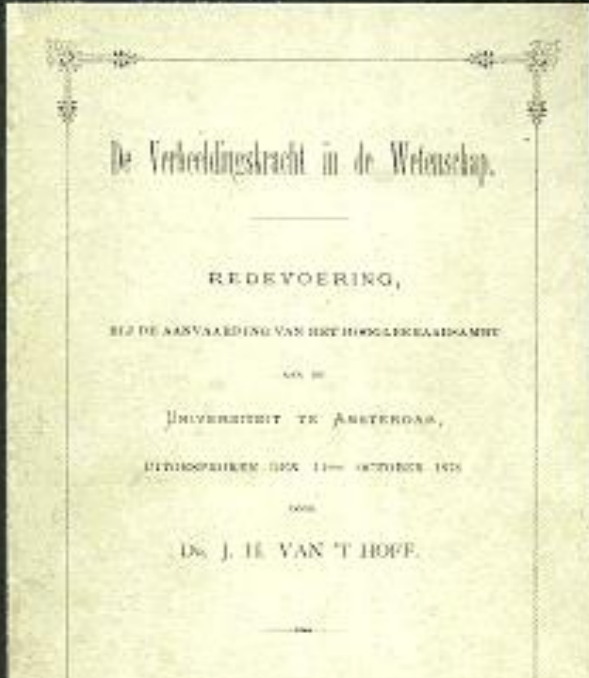 De Verbeeldingskracht in de Wetenschap.
REDEVOERING,
BIJ DE AANVAARDING VAN HET HOOGLEERAARSAMBT
AAN DE
UNIVERSITEIT TE AMSTERDAM,
UITGESPROKEN DEN OCTOBER 1878
DOOR
DR. J. H. VAN 'T HOFF.